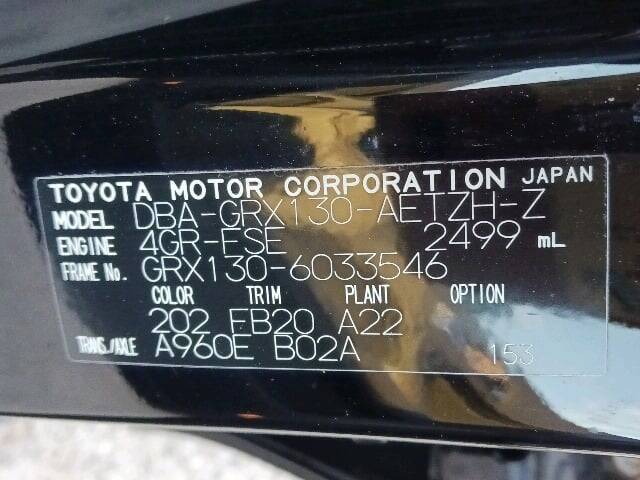 TOYOTA MOTOR CORPORATION JAPAN
MODEL DBA-GRX130-AETZH-Z
ENGINE 4GR-FSE 2499 mL
FRAME No. GRX130-6033546
COLOR TRIM PLANT OPTION
202 FB20 A22
TRANS./AXLE A960E B02A 153